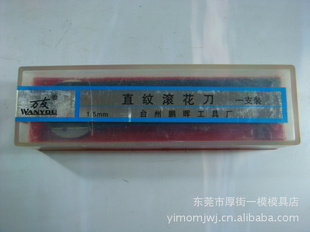 万友®
WANYOU
直纹滚花刀 一支装
1.5mm 台州鹏晖工具厂
东莞市厚街一模模具店
yimomjwj.cn.alibaba.com